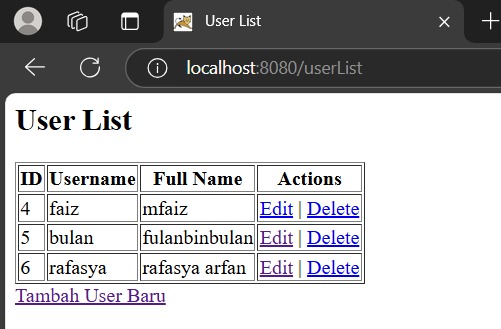 User List
localhost:8080/userList
User List
ID Username Full Name Actions
4 faiz mfaiz Edit | Delete
5 bulan fulanbinbulan Edit | Delete
6 rafasya rafasya arfan Edit | Delete
Tambah User Baru